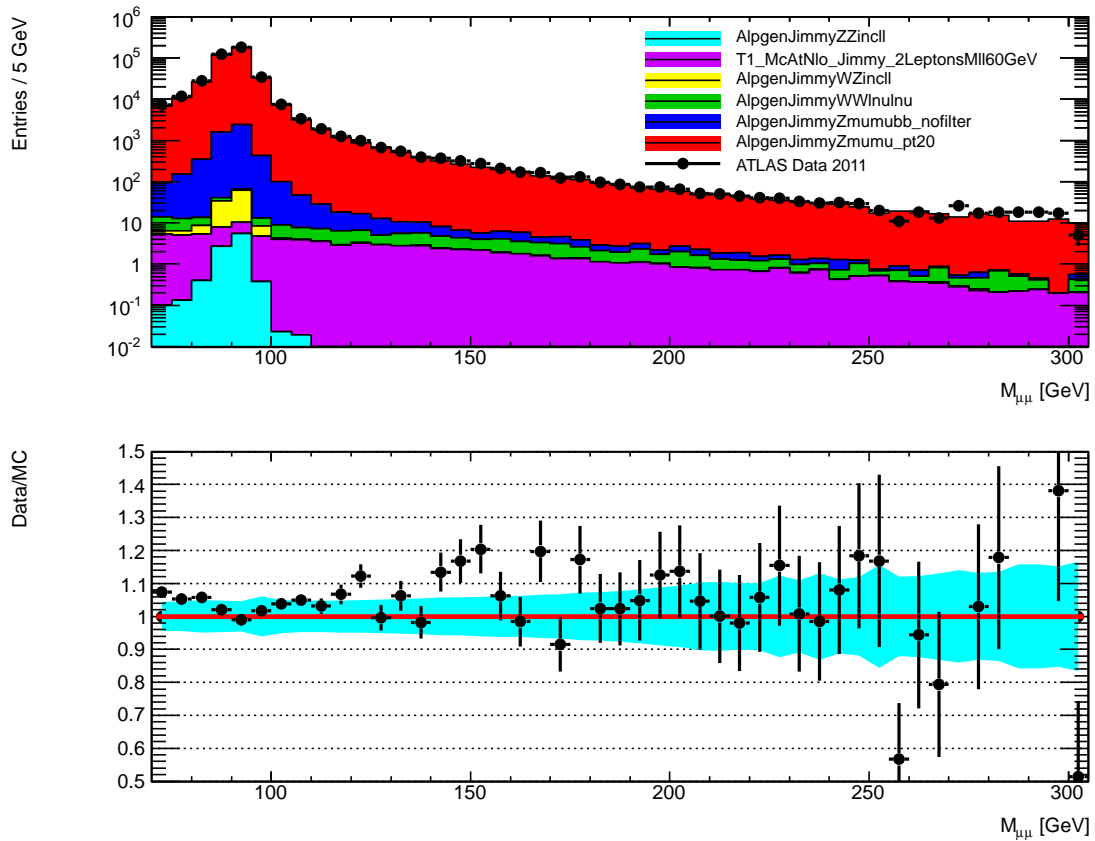 Entries / 5 GeV
10^6
10^5
10^4
10^3
10^2
10
1
10^-1
10^-2
AlpgenJimmyZZincll
T1_McAtNlo_Jimmy_2LeptonsMll60GeV
AlpgenJimmyWZincll
AlpgenJimmyWWlnulnu
AlpgenJimmyZmumubb_nofilter
AlpgenJimmyZmumu_pt20
ATLAS Data 2011
100 150 200 250 300
M_μμ [GeV]
Data/MC
1.5
1.4
1.3
1.2
1.1
1
0.9
0.8
0.7
0.6
0.5
100 150 200 250 300
M_μμ [GeV]